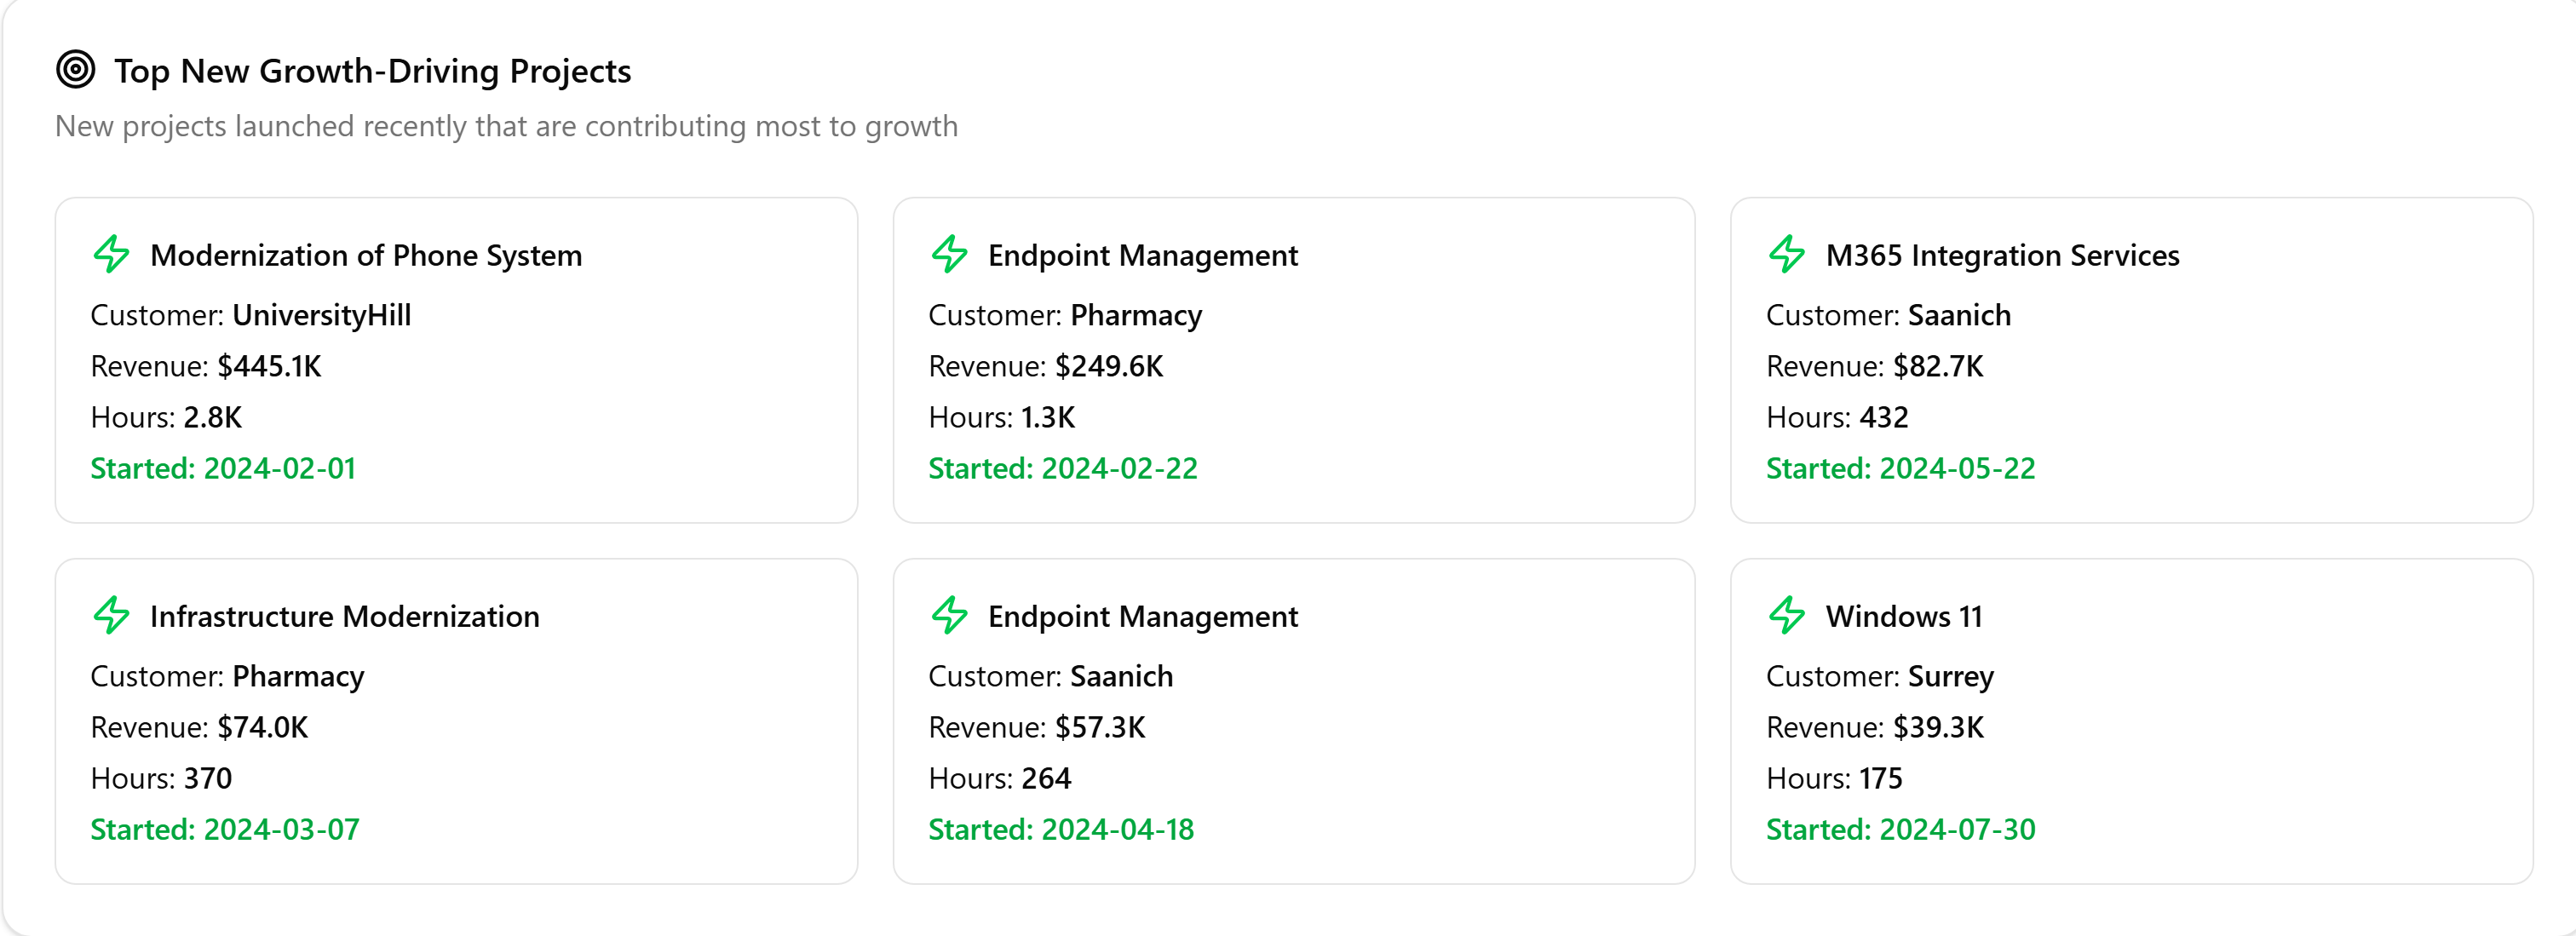 Top New Growth-Driving Projects
New projects launched recently that are contributing most to growth
Modernization of Phone System
Customer: UniversityHill
Revenue: $445.1K
Hours: 2.8K
Started: 2024-02-01
Endpoint Management
Customer: Pharmacy
Revenue: $249.6K
Hours: 1.3K
Started: 2024-02-22
M365 Integration Services
Customer: Saanich
Revenue: $82.7K
Hours: 432
Started: 2024-05-22
Infrastructure Modernization
Customer: Pharmacy
Revenue: $74.0K
Hours: 370
Started: 2024-03-07
Endpoint Management
Customer: Saanich
Revenue: $57.3K
Hours: 264
Started: 2024-04-18
Windows 11
Customer: Surrey
Revenue: $39.3K
Hours: 175
Started: 2024-07-30